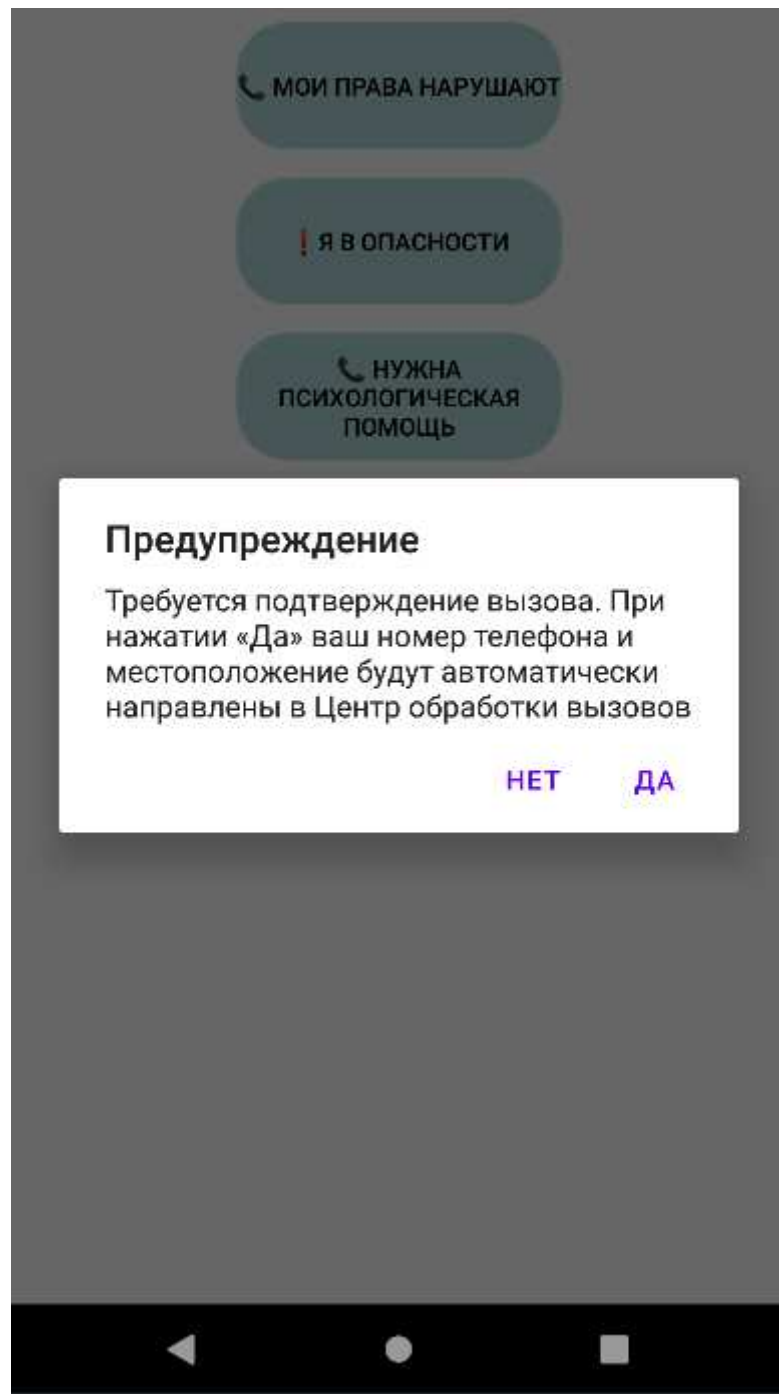 📞 МОИ ПРАВА НАРУШАЮТ
❗Я В ОПАСНОСТИ
📞 НУЖНА
ПСИХОЛОГИЧЕСКАЯ
ПОМОЩЬ
Предупреждение
Требуется подтверждение вызова. При
нажатии «Да» ваш номер телефона и
местоположение будут автоматически
направлены в Центр обработки вызовов
НЕТ ДА